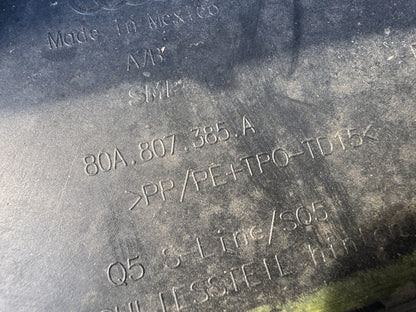 Made in Mexico
SMP
80A.807.385.A
>PP/PE+TPO-TD15<
Q5 S-Line/SQ5